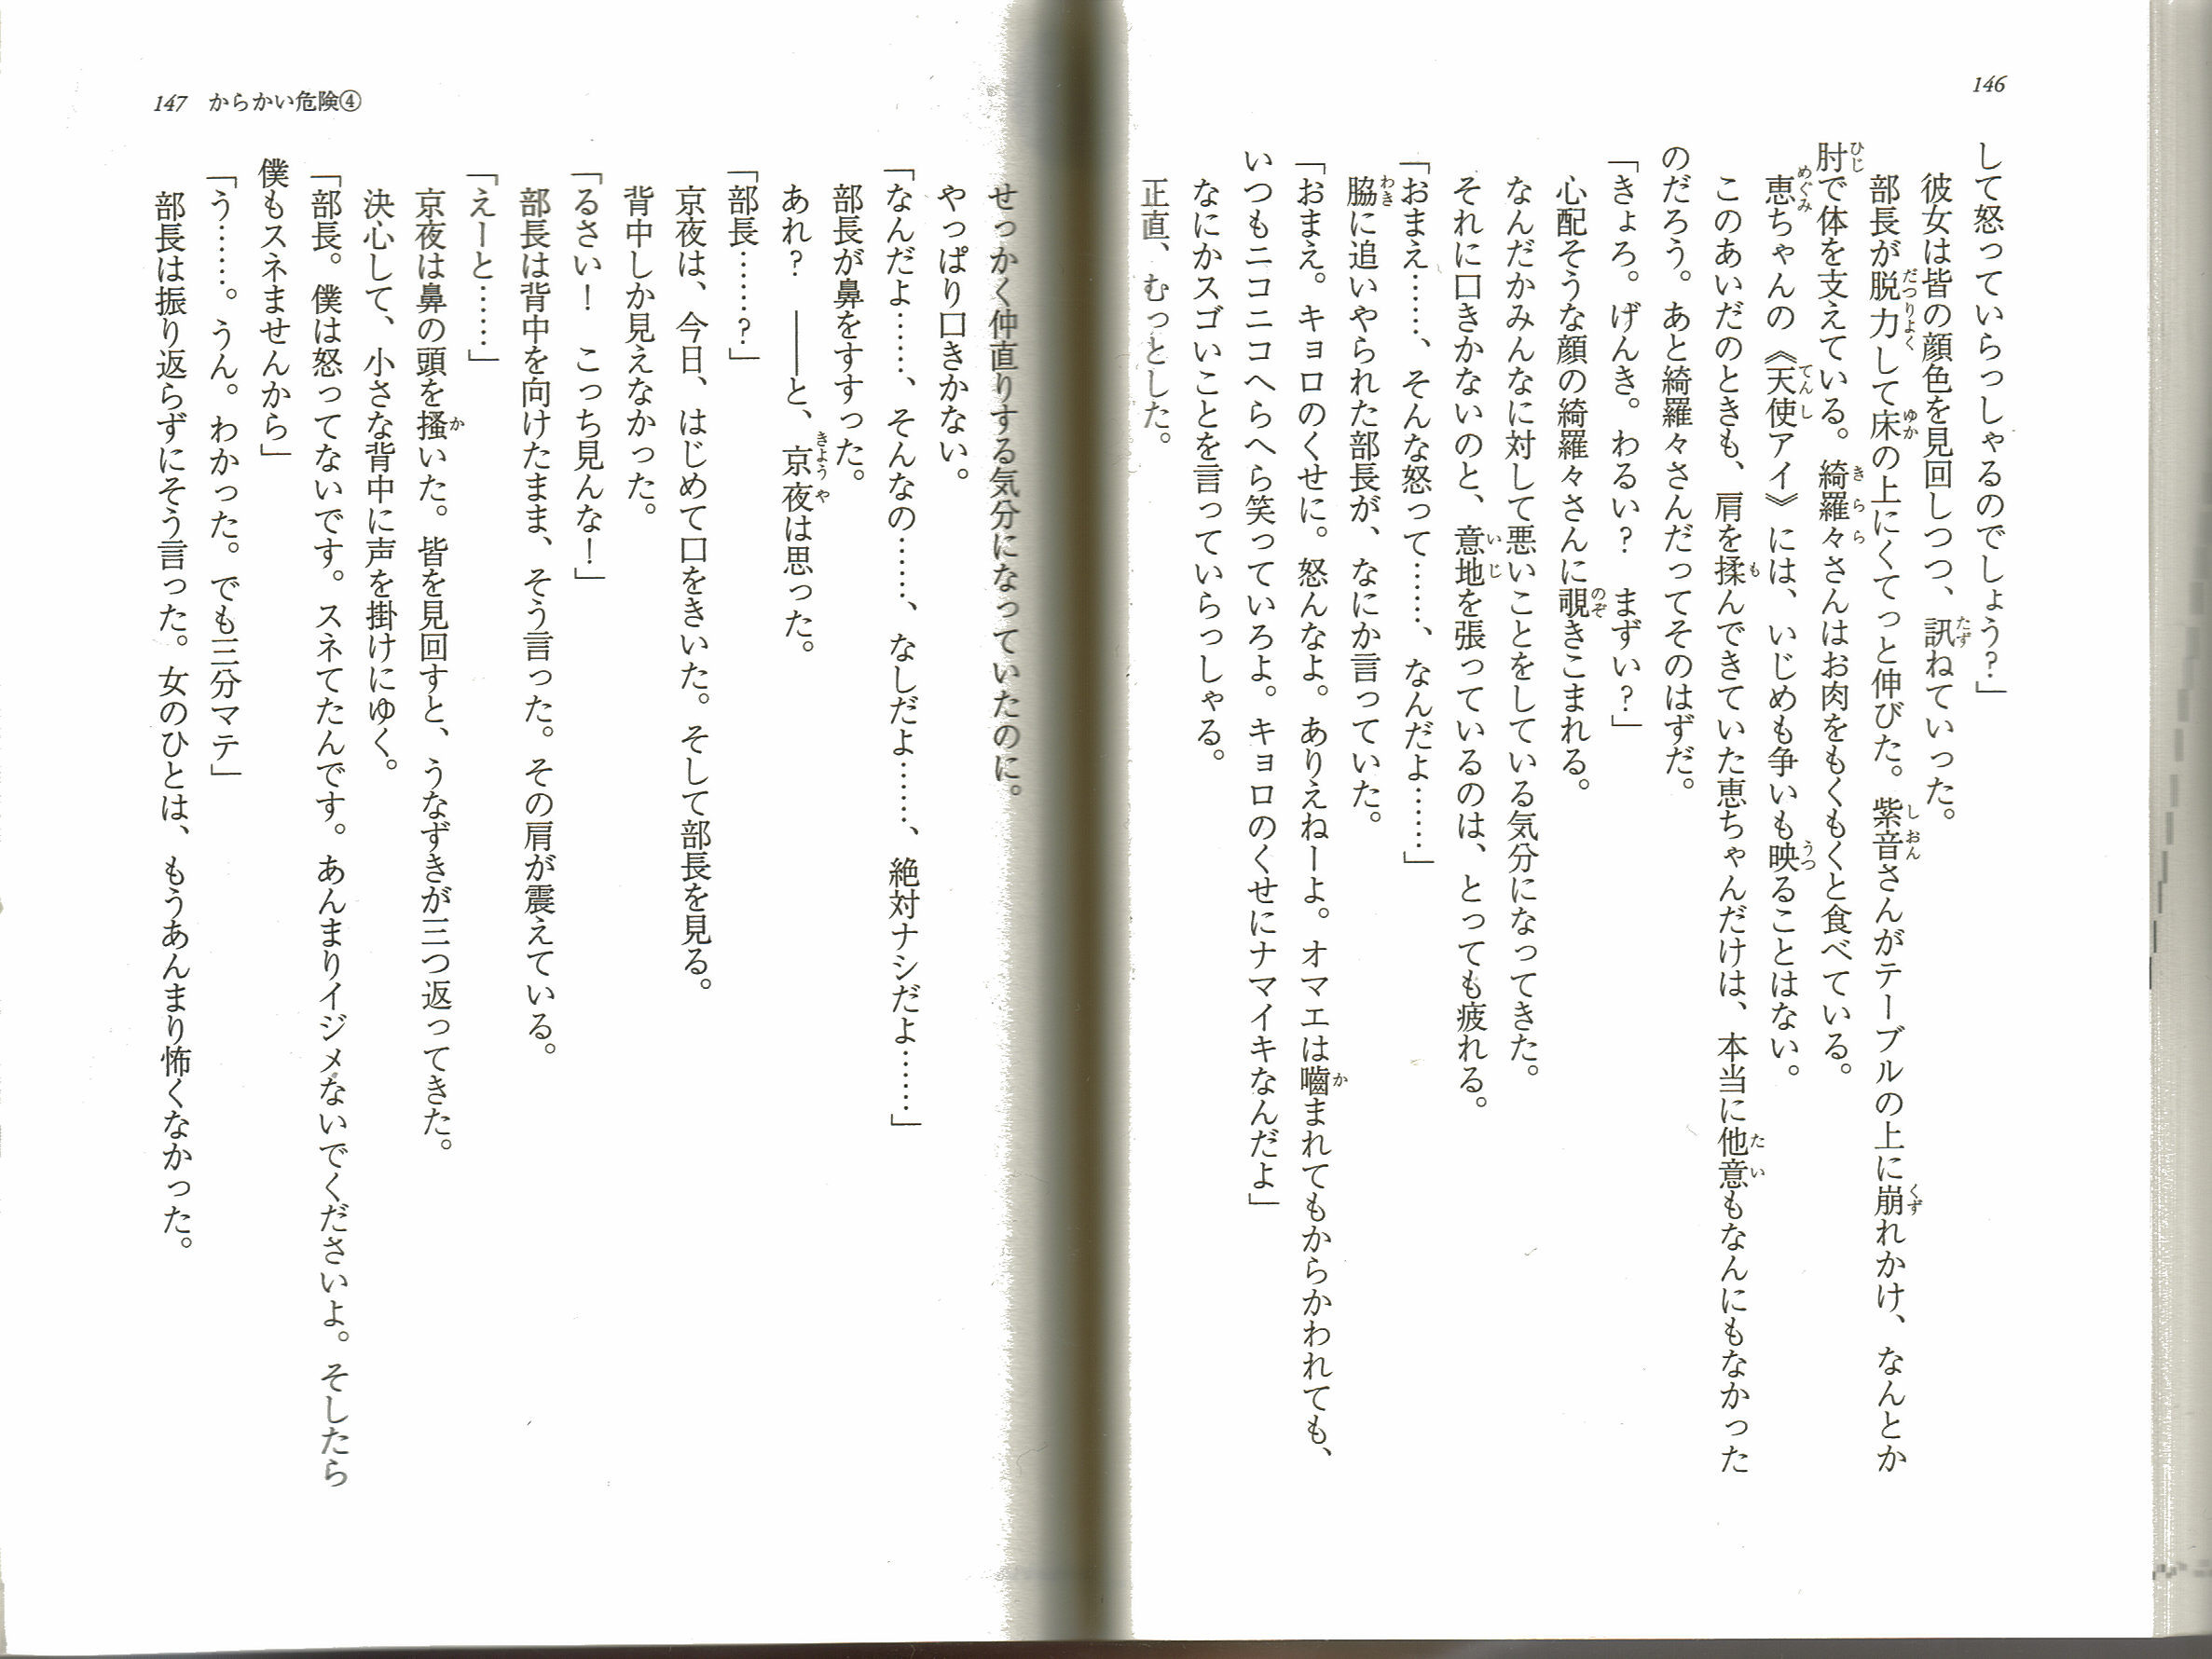 146
して怒っていらっしゃるのでしょう？」
彼女は皆の顔色を見回しつつ、訊ねていった。
部長が脱力して床の上にくてっと伸びた。紫音さんがテーブルの上に崩れかけ、なんとか
肘で体を支えている。綺羅々さんはお肉をもくもくと食べている。
恵ちゃんの《天使アイ》には、いじめも争いも映ることはない。
このあいだのときも、肩を揉んできていた恵ちゃんだけは、本当に他意もなんにもなかった
のだろう。あと綺羅々さんだってそのはずだ。
「きょろ。げんき。わるい？　まずい？」
心配そうな顔の綺羅々さんに覗きこまれる。
なんだかみんなに対して悪いことをしている気分になってきた。
それに口きかないのと、意地を張っているのは、とっても疲れる。
「おまえ……、そんな怒って……、なんだよ……」
脇に追いやられた部長が、なにか言っていた。
「おまえ。キョロのくせに。怒んなよ。ありえねーよ。オマエは嚙まれてもからかわれても、
いつもニコニコへらへら笑っていろよ。キョロのくせにナマイキなんだよ」
なにかスゴいことを言っていらっしゃる。
正直、むっとした。
147 からかい危険④
せっかく仲直りする気分になっていたのに。
やっぱり口きかない。
「なんだよ……、そんなの……、なしだよ……、絶対ナシだよ……」
部長が鼻をすすった。
あれ？　――と、京夜は思った。
「部長……？」
京夜は、今日、はじめて口をきいた。そして部長を見る。
背中しか見えなかった。
「るさい！　こっち見んな！」
部長は背中を向けたまま、そう言った。その肩が震えている。
「えーと……」
京夜は鼻の頭を搔いた。皆を見回すと、うなずきが三つ返ってきた。
決心して、小さな背中に声を掛けにゆく。
「部長。僕は怒ってないです。スネてたんです。あんまりイジメないでくださいよ。そしたら
僕もスネませんから」
「う……。うん。わかった。でも三分マテ」
部長は振り返らずにそう言った。女のひとは、もうあんまり怖くなかった。